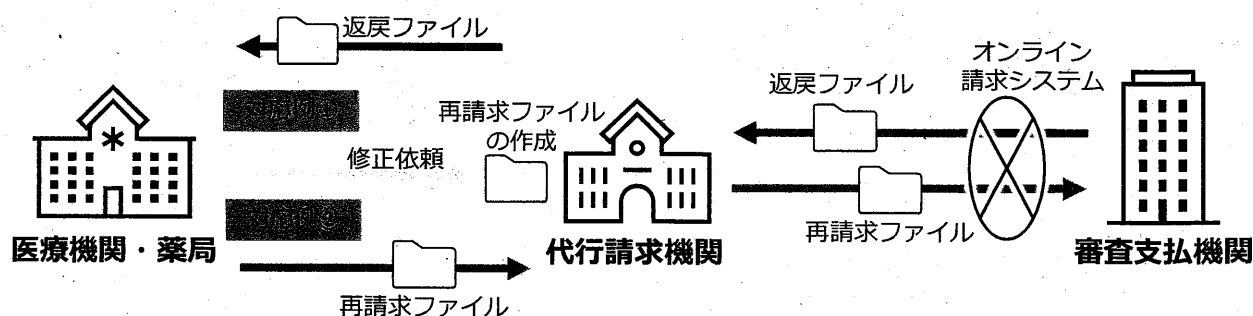 返戻ファイル
オンライン
請求システム
返戻ファイル
再請求ファイル
の作成
修正依頼
再請求ファイル
医療機関・薬局
代行請求機関
審査支払機関
再請求ファイル